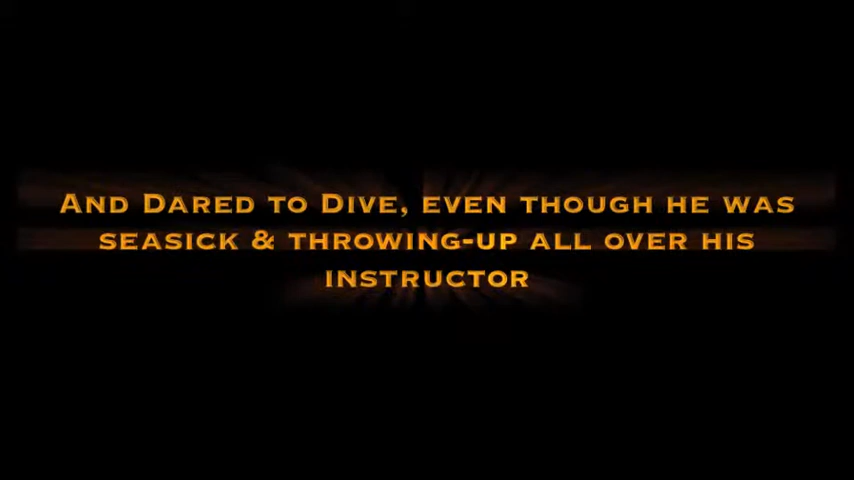 And Dared to Dive, even though he was
seasick & throwing-up all over his
instructor